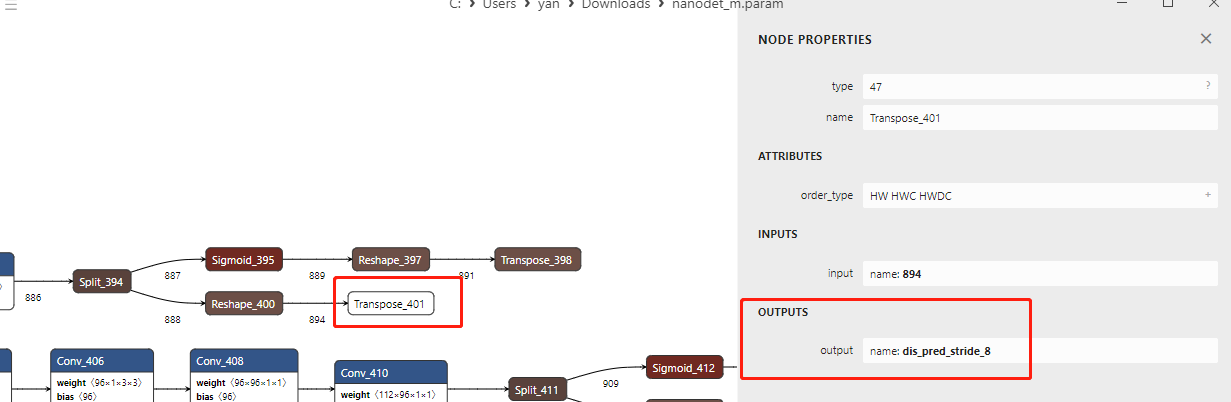 C: > Users > yan > Downloads > nanodet_m.param
NODE PROPERTIES
type 47 ?
name Transpose_401
ATTRIBUTES
order_type HW HWC HWDC +
INPUTS
input name: 894
OUTPUTS
output name: dis_pred_stride_8
886
Split_394
887
Sigmoid_395
889
Reshape_397
891
Transpose_398
888
Reshape_400
894
Transpose_401
Conv_406
weight ⟨96×1×3×3⟩
bias ⟨96⟩
Conv_408
weight ⟨96×96×1×1⟩
bias ⟨96⟩
Conv_410
weight ⟨112×96×1×1⟩
Split_411
909
Sigmoid_412